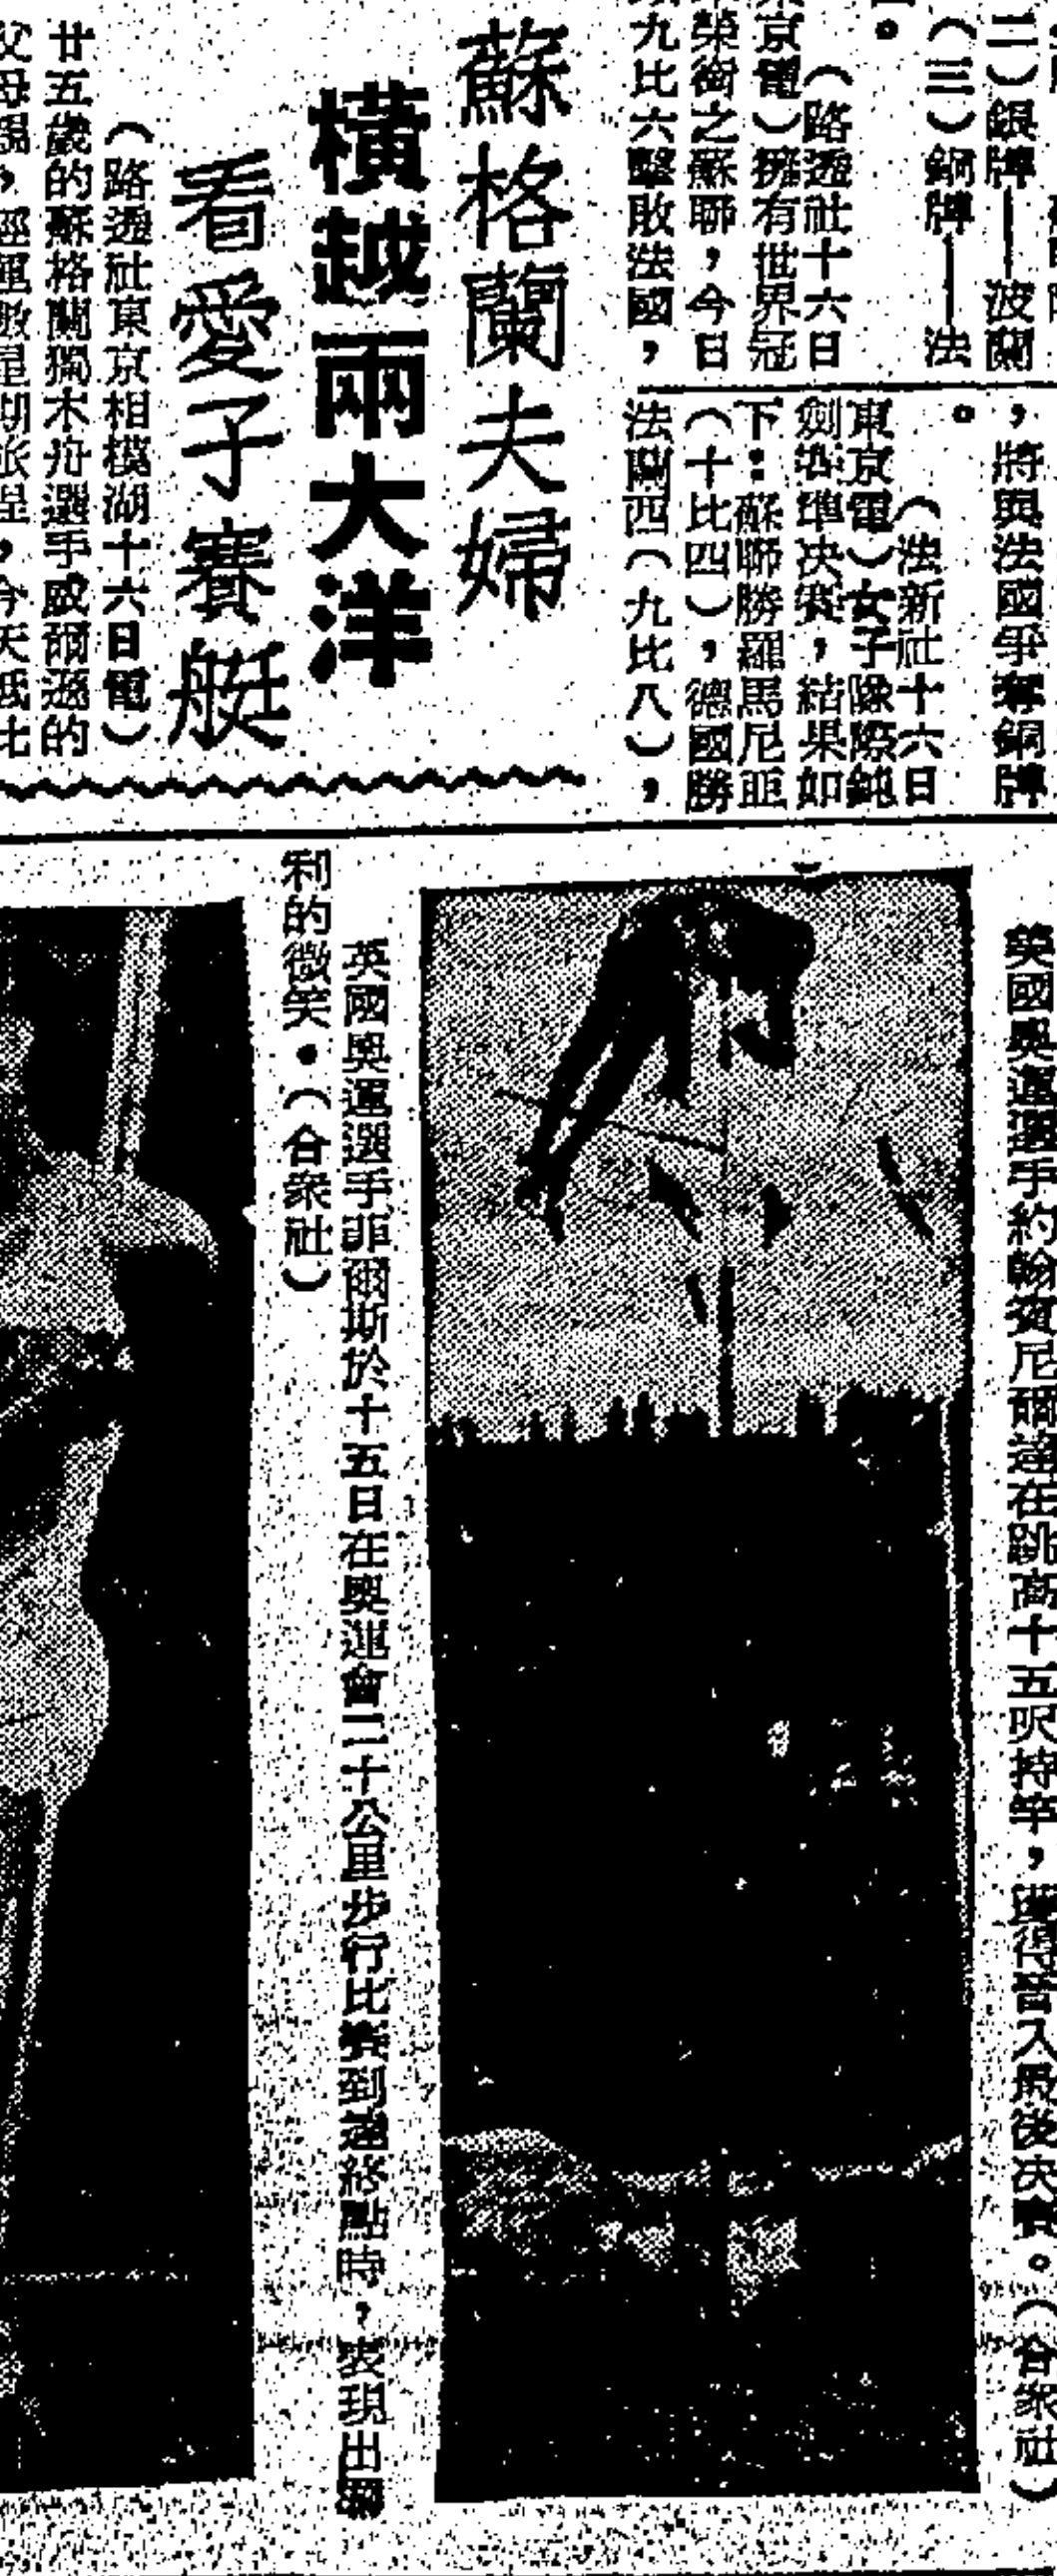 二）銀牌——波蘭
（三）銅牌——法
（路透社十六日
京電）擁有世界冠
榮銜之蘇聯，今日
九比六擊敗法國，
，將與法國爭奪銅牌
。
（法新社十六日
東京電）女子隊際鈍
劍準決賽，結果如
下：蘇聯勝羅馬尼亞
（十比四），德國勝
法蘭西（九比八），
蘇格蘭夫婦
橫越兩大洋
看愛子賽艇
（路透社東京相模湖十六日電）
廿五歲的蘇格蘭獨木舟選手威爾遜的
英國奧運選手約翰賓尼爾達在跳高十五呎持竿，獲得晉入最後決賽。（合衆社）
英國奧運選手菲爾斯於十五日在奧運會二十公里步行比賽到達終點時，表現出
利的微笑•（合衆社）